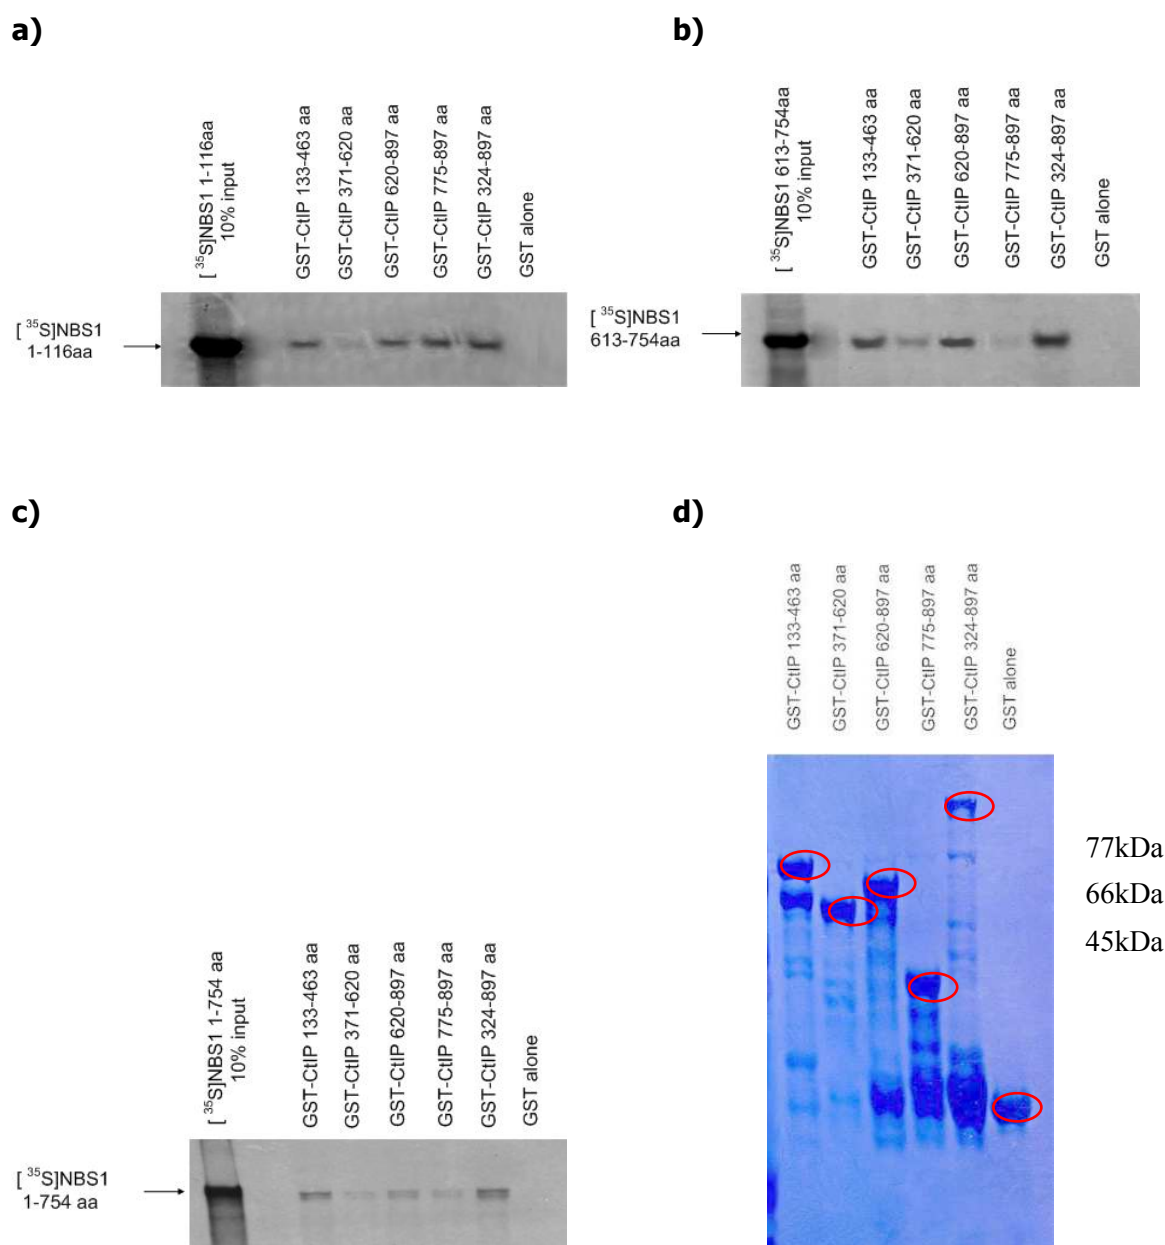 a)
[ ³⁵S]NBS1 1-116aa
10% input
GST-CtIP 133-463 aa
GST-CtIP 371-620 aa
GST-CtIP 620-897 aa
GST-CtIP 775-897 aa
GST-CtIP 324-897 aa
GST alone
[ ³⁵S]NBS1
1-116aa
b)
[ ³⁵S]NBS1 613-754aa
10% input
GST-CtIP 133-463 aa
GST-CtIP 371-620 aa
GST-CtIP 620-897 aa
GST-CtIP 775-897 aa
GST-CtIP 324-897 aa
GST alone
[ ³⁵S]NBS1
613-754aa
c)
[ ³⁵S]NBS1 1-754 aa
10% input
GST-CtIP 133-463 aa
GST-CtIP 371-620 aa
GST-CtIP 620-897 aa
GST-CtIP 775-897 aa
GST-CtIP 324-897 aa
GST alone
[ ³⁵S]NBS1
1-754 aa
d)
GST-CtIP 133-463 aa
GST-CtIP 371-620 aa
GST-CtIP 620-897 aa
GST-CtIP 775-897 aa
GST-CtIP 324-897 aa
GST alone
77kDa
66kDa
45kDa